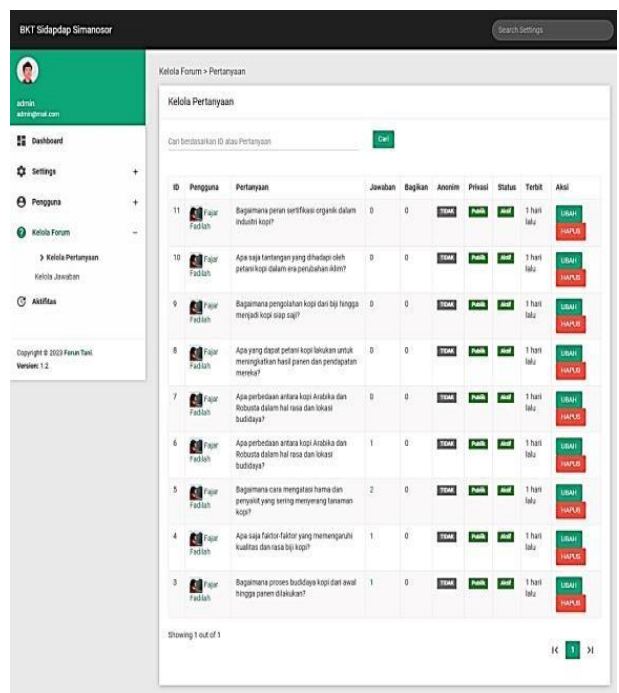 BKT Sidapdap Simanosor
Search Settings
admin
admin@mail.com
Dashboard
Settings +
Pengguna +
Kelola Forum −
> Kelola Pertanyaan
Kelola Jawaban
Aktifitas
Copyright © 2023 Forun Tani.
Version: 1.2
Kelola Forum > Pertanyaan
Kelola Pertanyaan
Cari berdasarkan ID atau Pertanyaan
Cari
ID Pengguna Pertanyaan Jawaban Bagikan Anonim Privasi Status Terbit Aksi
11 Fajar Bagaimana peran sertifikasi organik dalam 0 0 TIDAK Publik Aktif 1 hari UBAH
Fadilah industri kopi? lalu HAPUS
10 Fajar Apa saja tantangan yang dihadapi oleh 0 0 TIDAK Publik Aktif 1 hari UBAH
Fadilah petani kopi dalam era perubahan iklim? lalu HAPUS
9 Fajar Bagaimana pengolahan kopi dari biji hingga 0 0 TIDAK Publik Aktif 1 hari UBAH
Fadilah menjadi kopi siap saji? lalu HAPUS
8 Fajar Apa yang dapat petani kopi lakukan untuk 0 0 TIDAK Publik Aktif 1 hari UBAH
Fadilah meningkatkan hasil panen dan pendapatan lalu HAPUS
mereka?
7 Fajar Apa perbedaan antara kopi Arabika dan 0 0 TIDAK Publik Aktif 1 hari UBAH
Fadilah Robusta dalam hal rasa dan lokasi lalu HAPUS
budidaya?
6 Fajar Apa perbedaan antara kopi Arabika dan 1 0 TIDAK Publik Aktif 1 hari UBAH
Fadilah Robusta dalam hal rasa dan lokasi lalu HAPUS
budidaya?
5 Fajar Bagaimana cara mengatasi hama dan 2 0 TIDAK Publik Aktif 1 hari UBAH
Fadilah penyakit yang sering menyerang tanaman lalu HAPUS
kopi?
4 Fajar Apa saja faktor-faktor yang memengaruhi 1 0 TIDAK Publik Aktif 1 hari UBAH
Fadilah kualitas dan rasa biji kopi? lalu HAPUS
3 Fajar Bagaimana proses budidaya kopi dari awal 1 0 TIDAK Publik Aktif 1 hari UBAH
Fadilah hingga panen dilakukan? lalu HAPUS
Showing 1 out of 1
1